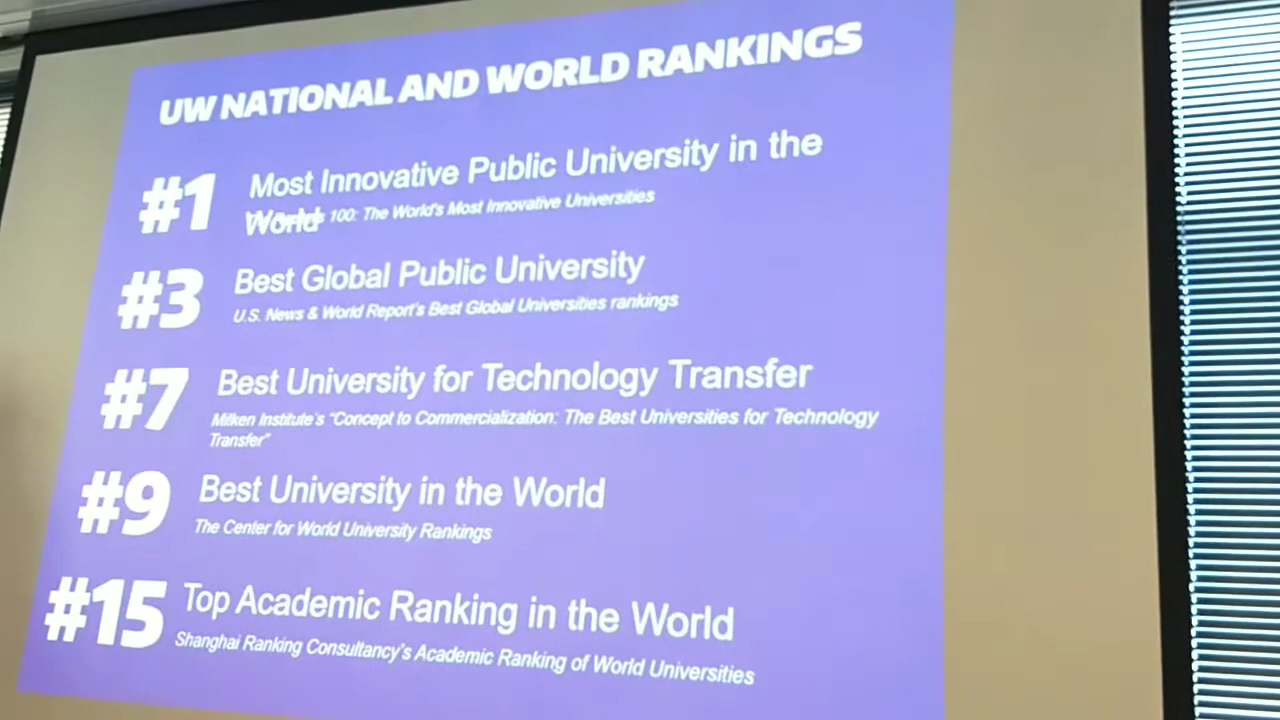 UW NATIONAL AND WORLD RANKINGS
#1 Most Innovative Public University in the
World 100: The World's Most Innovative Universities
#3 Best Global Public University
U.S. News & World Report's Best Global Universities rankings
#7 Best University for Technology Transfer
Milken Institute's "Concept to Commercialization: The Best Universities for Technology
Transfer"
#9 Best University in the World
The Center for World University Rankings
#15 Top Academic Ranking in the World
Shanghai Ranking Consultancy's Academic Ranking of World Universities